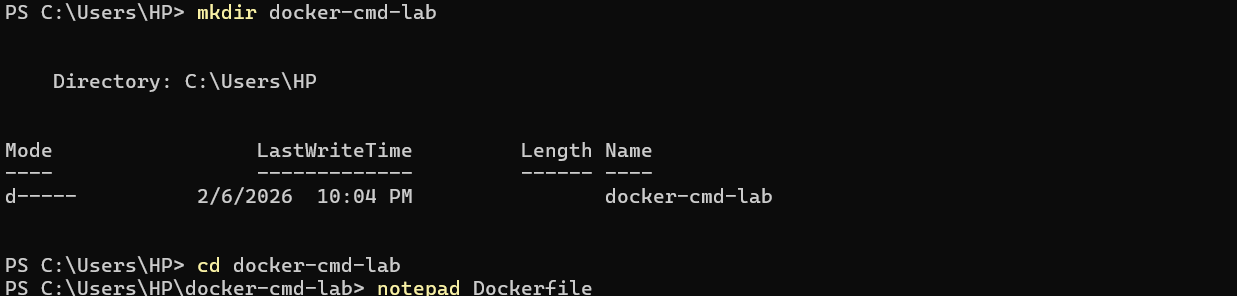 PS C:\Users\HP> mkdir docker-cmd-lab
Directory: C:\Users\HP
Mode LastWriteTime Length Name
---- ------------- ------ ----
d----- 2/6/2026 10:04 PM docker-cmd-lab
PS C:\Users\HP> cd docker-cmd-lab
PS C:\Users\HP\docker-cmd-lab> notepad Dockerfile